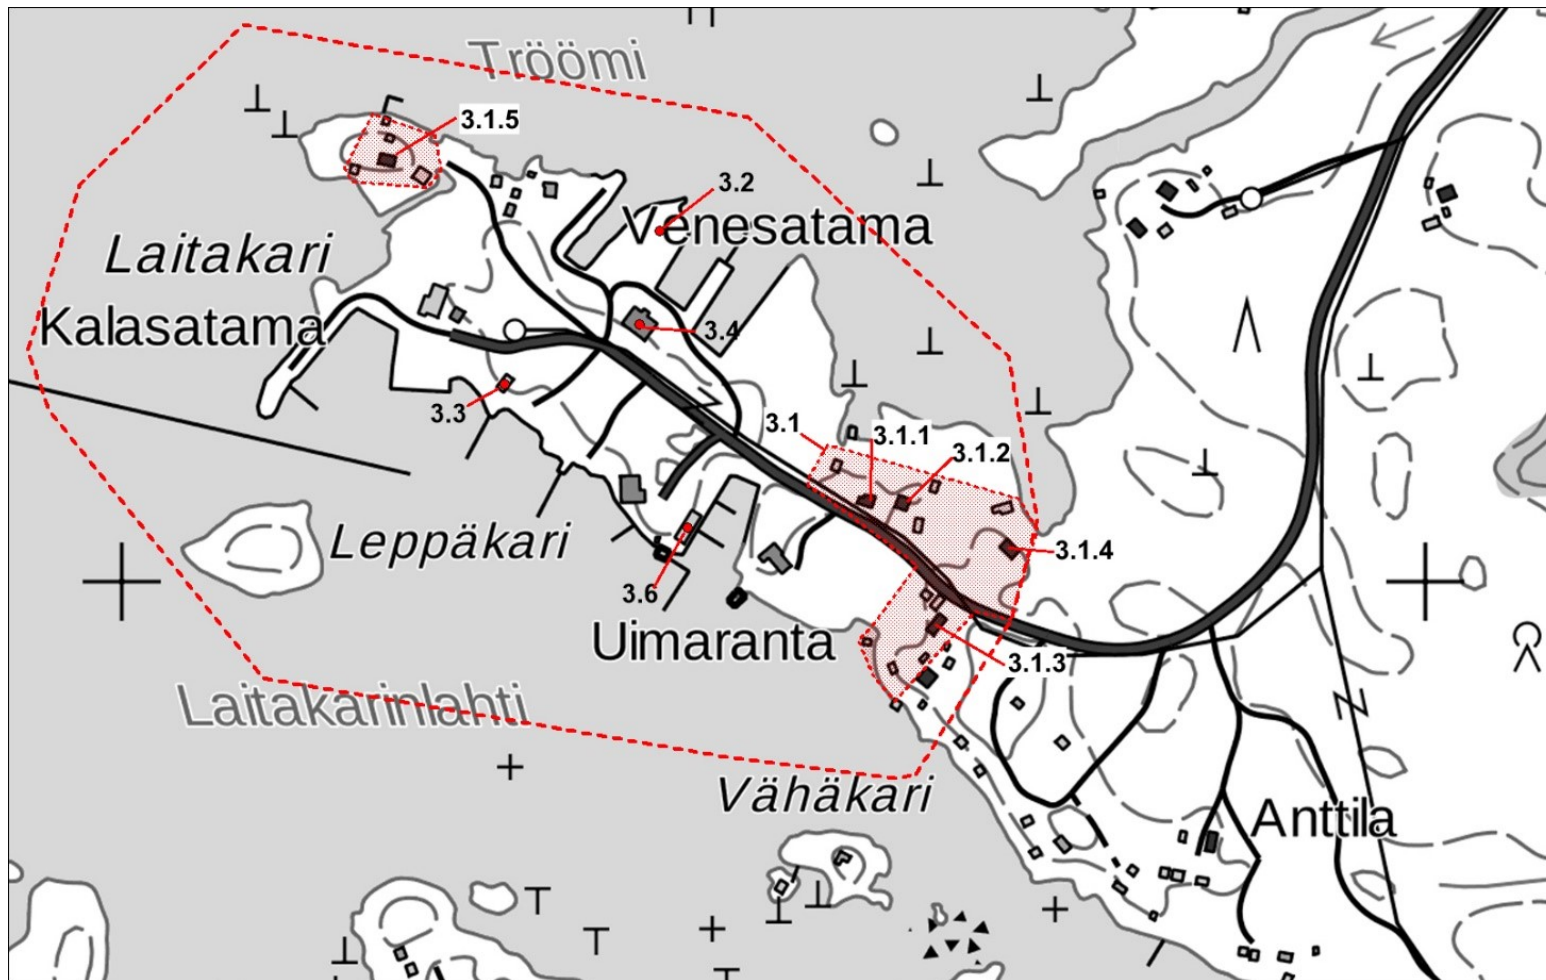 Tröömi
3.1.5
3.2
Venesatama
Laitakari
Kalasatama
3.4
3.3
3.1
3.1.1
3.1.2
Leppäkari
3.1.4
3.6
Uimaranta
3.1.3
Laitakarinlahti
Vähäkari
Anttila